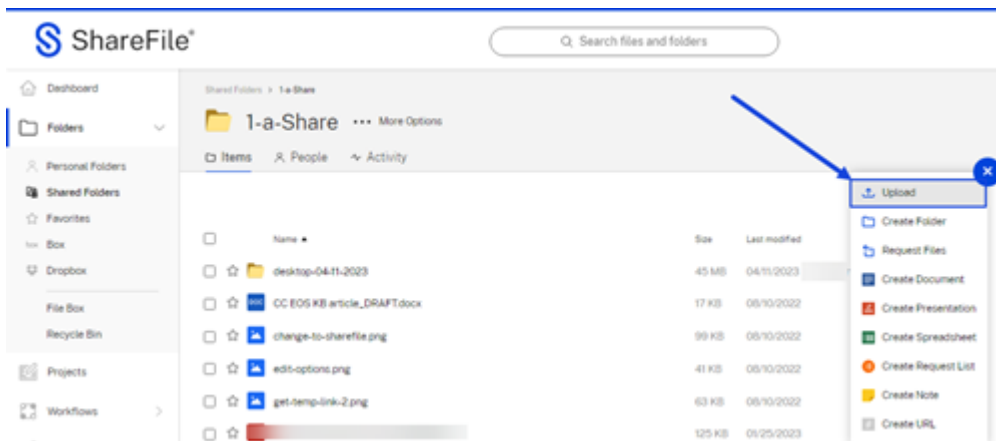 ShareFile®
Search files and folders
Dashboard
Folders
Personal Folders
Shared Folders
Favorites
box Box
Dropbox
File Box
Recycle Bin
Projects
Workflows
Shared Folders > 1-a-Share
1-a-Share ••• More Options
Items People Activity
Name Size Last modified
desktop-04-11-2023 45 MB 04/11/2023
DOC CC EOS KB article_DRAFT.docx 17 KB 08/10/2022
change-to-sharefile.png 99 KB 08/10/2022
edit-options.png 41 KB 08/10/2022
get-temp-link-2.png 63 KB 08/10/2022
125 KB 01/25/2023
Upload
Create Folder
Request Files
Create Document
Create Presentation
Create Spreadsheet
Create Request List
Create Note
Create URL